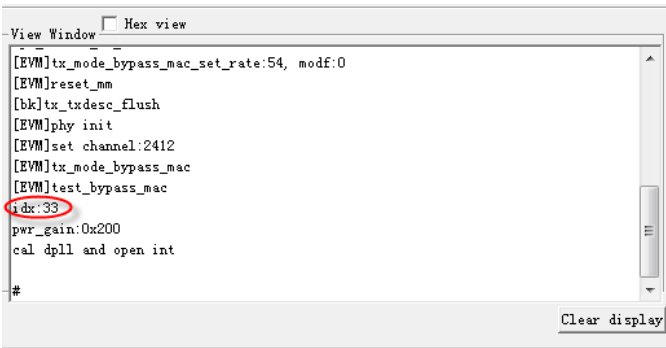 Hex view
View Window
[EVM]tx_mode_bypass_mac_set_rate:54, modf:0
[EVM]reset_mm
[bk]tx_txdesc_flush
[EVM]phy init
[EVM]set channel:2412
[EVM]tx_mode_bypass_mac
[EVM]test_bypass_mac
idx:33
pwr_gain:0x200
cal dpll and open int
#
Clear display